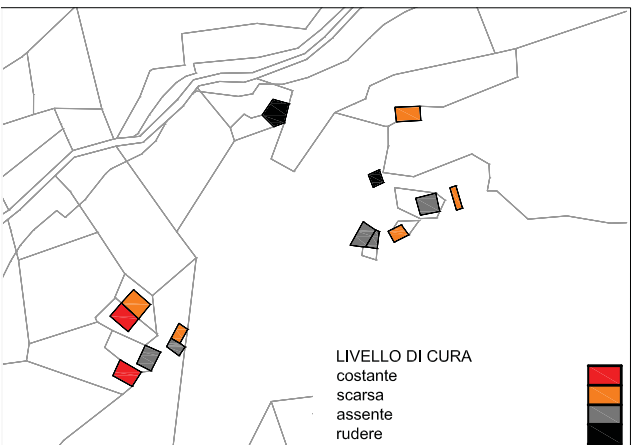 LIVELLO DI CURA
costante
scarsa
assente
rudere